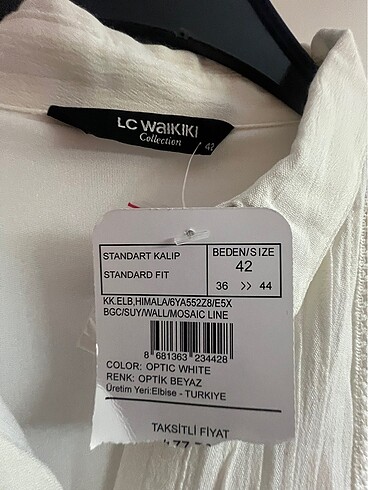 LC WAIKIKI
Collection
42
STANDART KALIP
STANDARD FIT
BEDEN/SIZE
42
36 >> 44
KK.ELB,HIMALA/6YA552Z8/E5X
BGC/SUY/WALL/MOSAIC LINE
8 681363 234428
COLOR: OPTIC WHITE
RENK: OPTİK BEYAZ
Üretim Yeri:Elbise - TURKIYE
TAKSİTLİ FİYAT